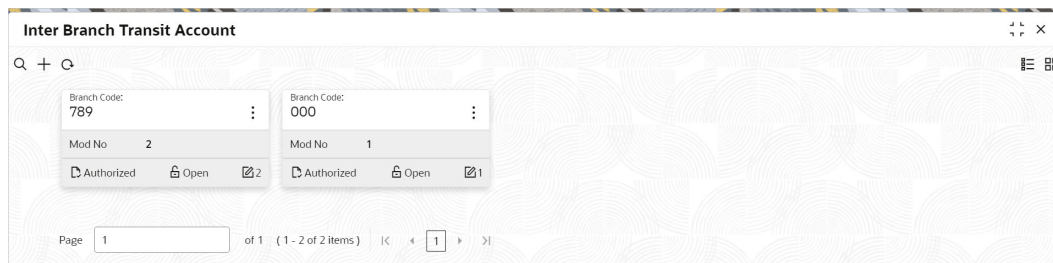 Inter Branch Transit Account
Branch Code:
789
Mod No 2
Authorized Open 2
Branch Code:
000
Mod No 1
Authorized Open 1
Page 1 of 1 ( 1 - 2 of 2 items ) 1